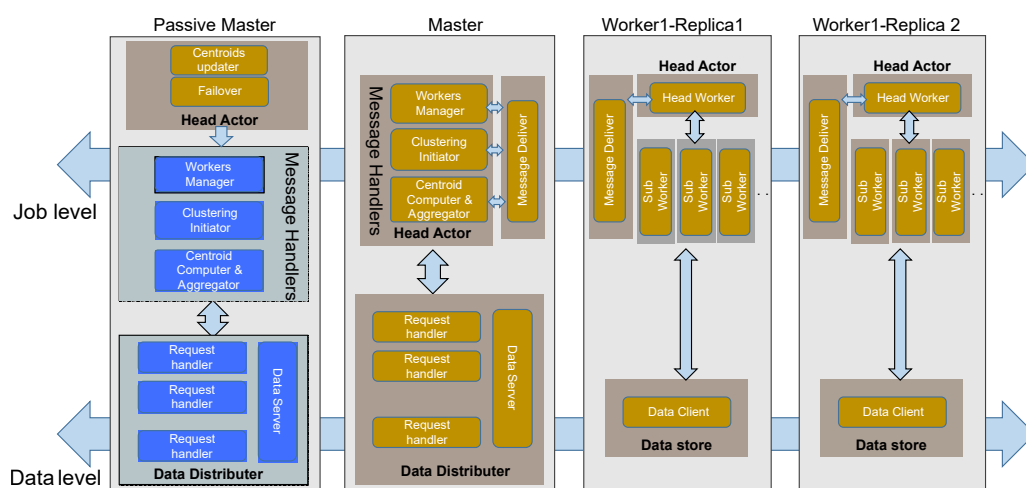 Passive Master
Centroids
updater
Failover
Head Actor
Workers
Manager
Clustering
Initiator
Centroid
Computer &
Aggregator
Message Handlers
Request
handler
Request
handler
Request
handler
Data Server
Data Distributer
Master
Message Handlers
Workers
Manager
Clustering
Initiator
Centroid
Computer &
Aggregator
Message Deliver
Head Actor
Request
handler
Request
handler
Request
handler
Data Server
Data Distributer
Worker1-Replica1
Head Actor
Head Worker
Message Deliver
Sub
Worker
Sub
Worker
Sub
Worker
. .
Data Client
Data store
Worker1-Replica 2
Head Actor
Head Worker
Message Deliver
Sub
Worker
Sub
Worker
Sub
Worker
. .
Data Client
Data store
Job level
Data level